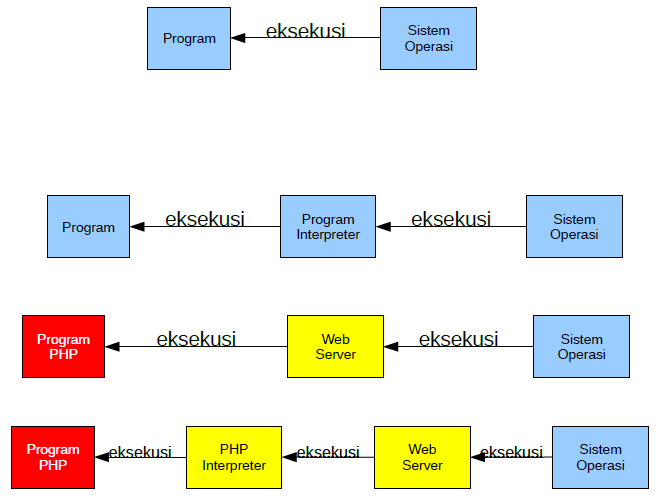 Program
eksekusi
Sistem
Operasi
Program
eksekusi
Program
Interpreter
eksekusi
Sistem
Operasi
Program
PHP
eksekusi
Web
Server
eksekusi
Sistem
Operasi
Program
PHP
eksekusi
PHP
Interpreter
eksekusi
Web
Server
eksekusi
Sistem
Operasi